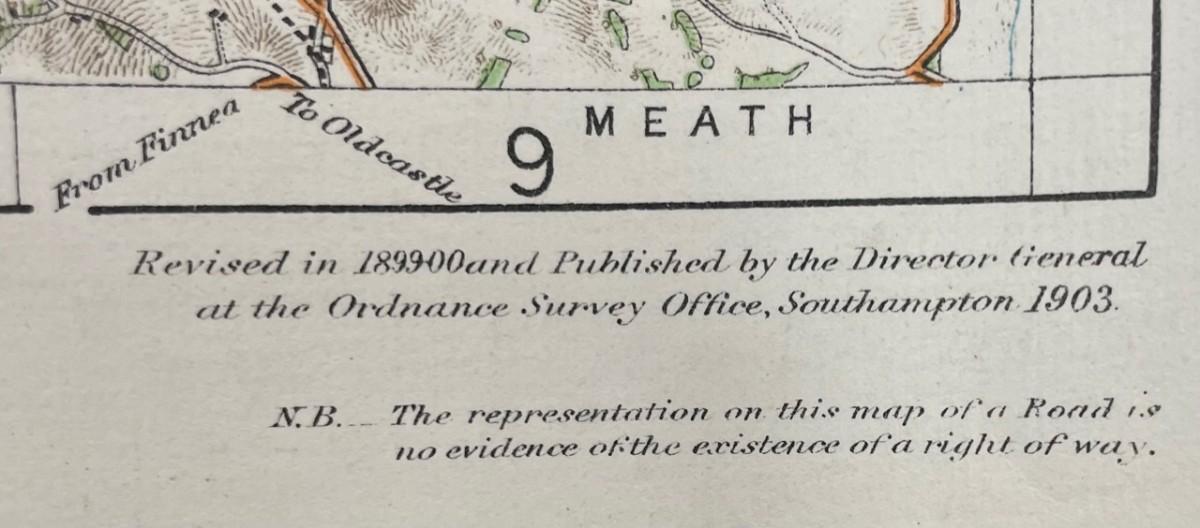 MEATH
9
From Finnea
To Oldcastle
Revised in 1899-00 and Published by the Director General
at the Ordnance Survey Office, Southampton 1903.
N.B. _ The representation on this map of a Road is
no evidence of the existence of a right of way.